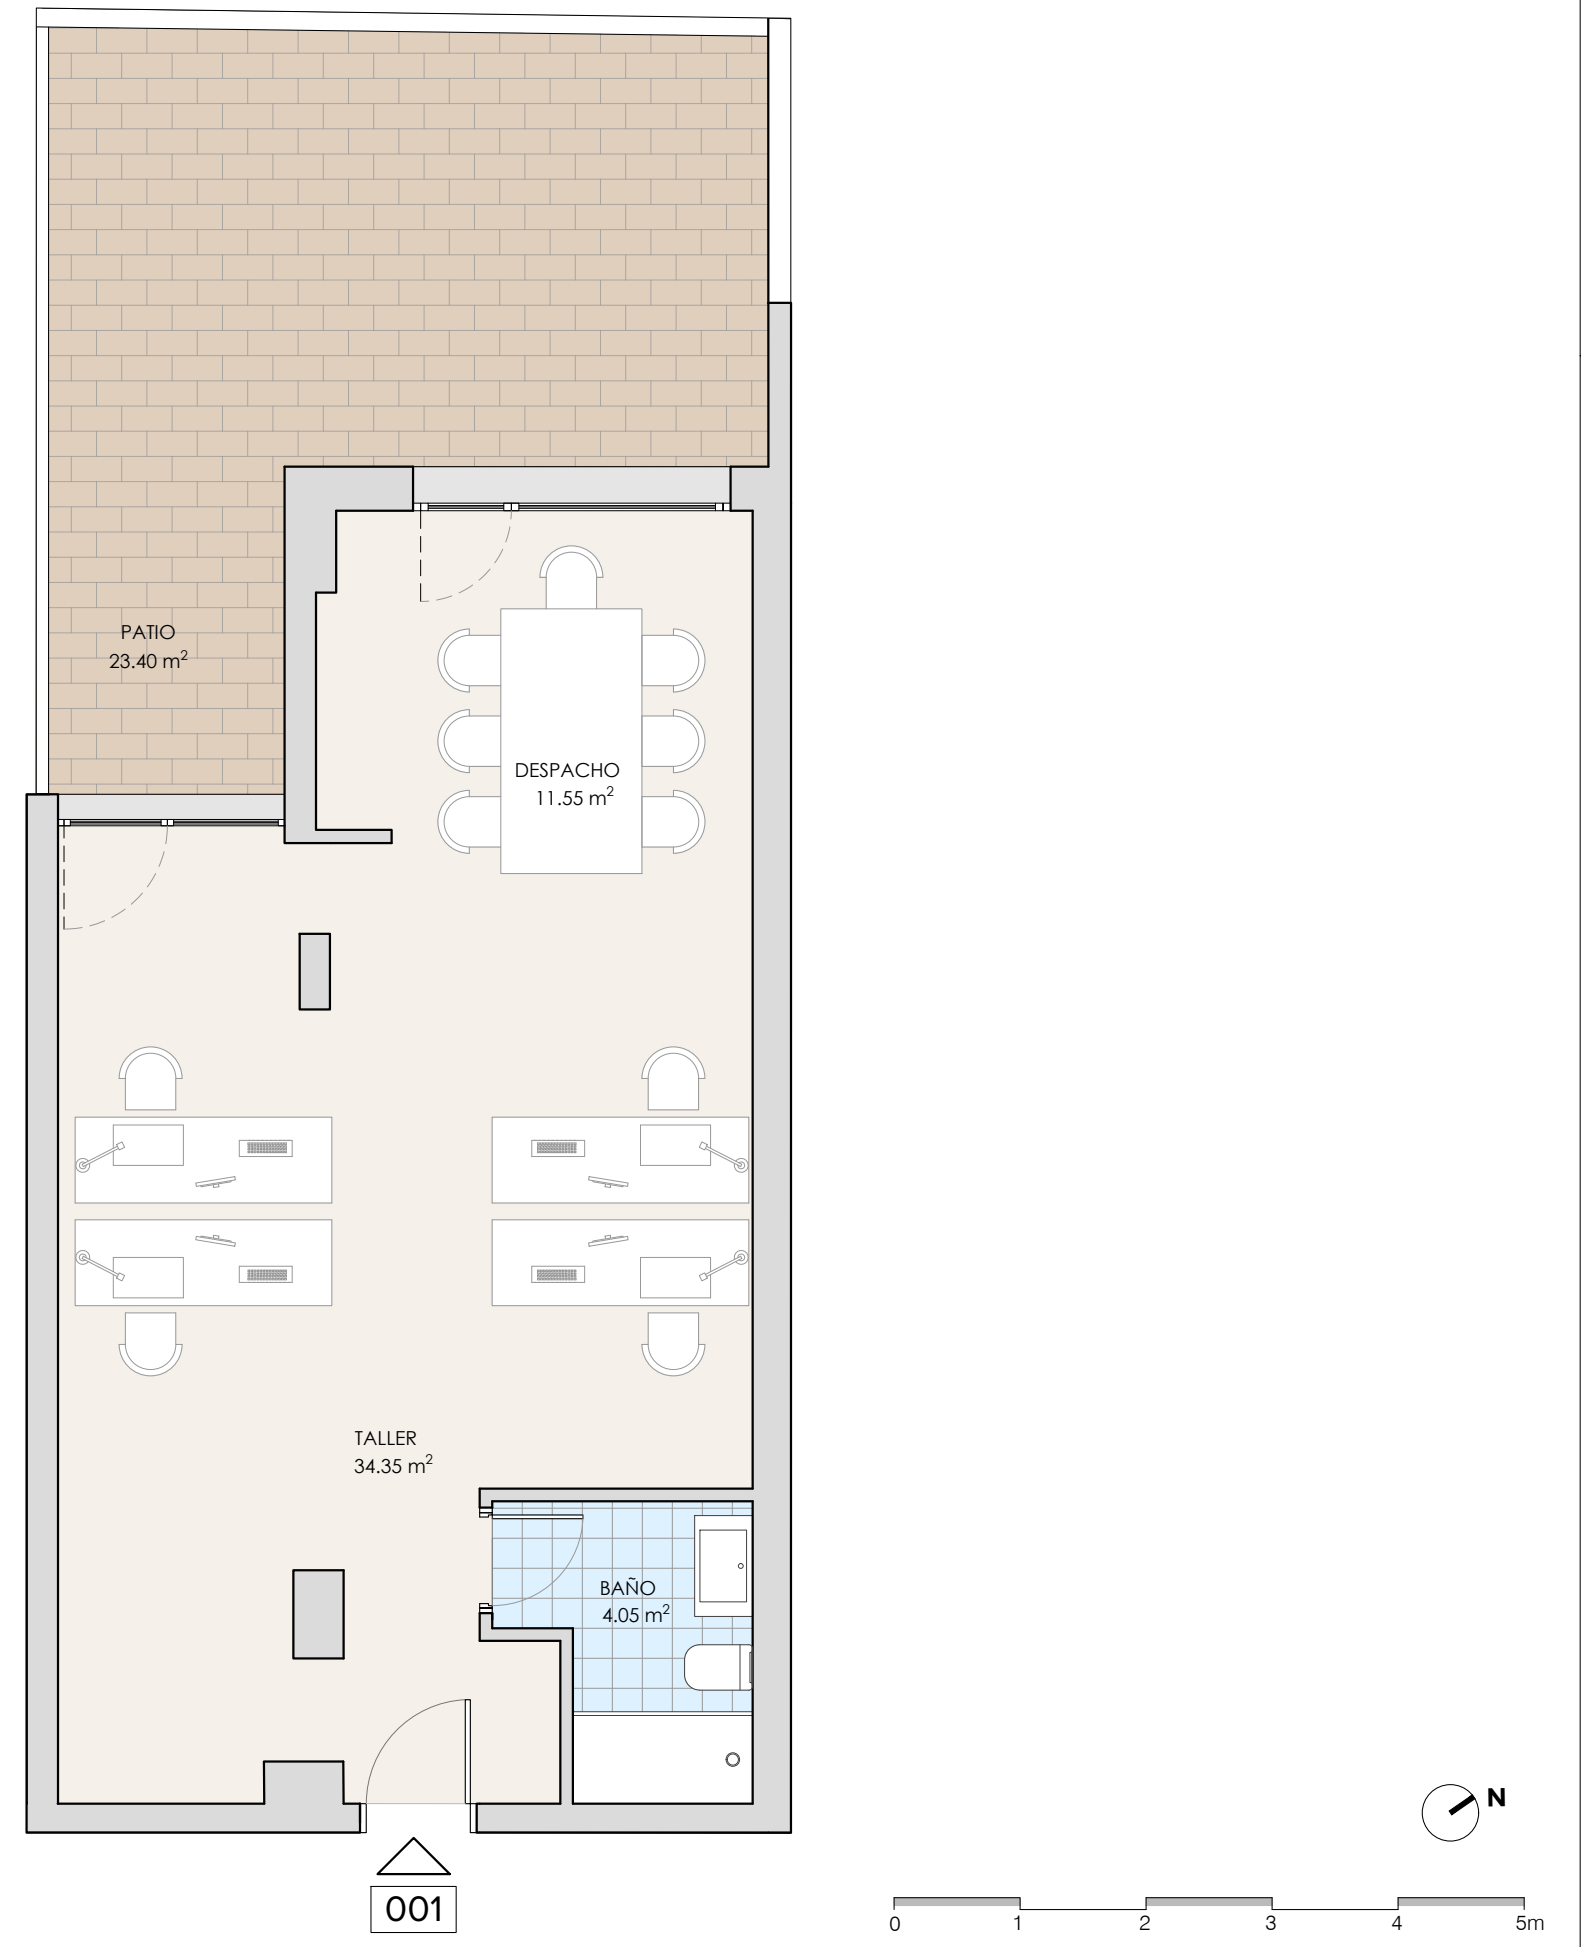 PATIO
23.40 m²
DESPACHO
11.55 m²
TALLER
34.35 m²
BAÑO
4.05 m²
N
001
0 1 2 3 4 5m